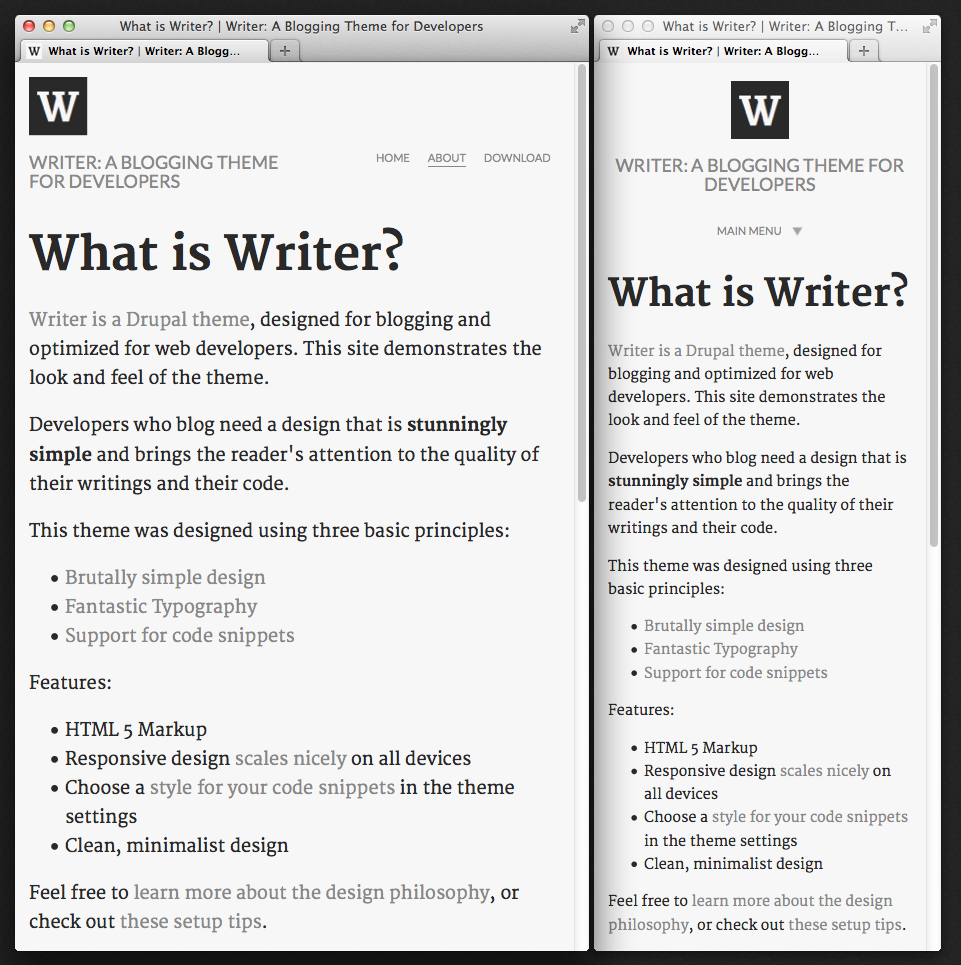 What is Writer? | Writer: A Blogging Theme for Developers
W What is Writer? | Writer: A Blogg...
W
WRITER: A BLOGGING THEME
FOR DEVELOPERS
HOME ABOUT DOWNLOAD
What is Writer?
Writer is a Drupal theme, designed for blogging and
optimized for web developers. This site demonstrates the
look and feel of the theme.
Developers who blog need a design that is stunningly
simple and brings the reader's attention to the quality of
their writings and their code.
This theme was designed using three basic principles:
• Brutally simple design
• Fantastic Typography
• Support for code snippets
Features:
• HTML 5 Markup
• Responsive design scales nicely on all devices
• Choose a style for your code snippets in the theme
settings
• Clean, minimalist design
Feel free to learn more about the design philosophy, or
check out these setup tips.
What is Writer? | Writer: A Blogging T...
W What is Writer? | Writer: A Blogg...
W
WRITER: A BLOGGING THEME FOR
DEVELOPERS
MAIN MENU ▼
What is Writer?
Writer is a Drupal theme, designed for
blogging and optimized for web
developers. This site demonstrates the
look and feel of the theme.
Developers who blog need a design that is
stunningly simple and brings the
reader's attention to the quality of their
writings and their code.
This theme was designed using three
basic principles:
• Brutally simple design
• Fantastic Typography
• Support for code snippets
Features:
• HTML 5 Markup
• Responsive design scales nicely on
all devices
• Choose a style for your code snippets
in the theme settings
• Clean, minimalist design
Feel free to learn more about the design
philosophy, or check out these setup tips.